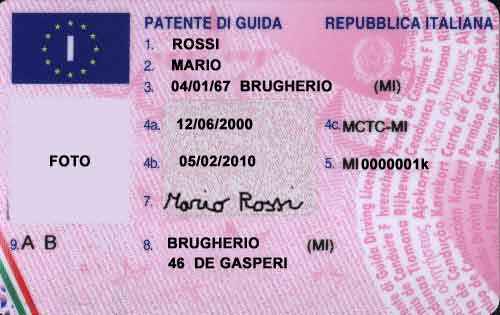 I PATENTE DI GUIDA REPUBBLICA ITALIANA
1. ROSSI
2. MARIO
3. 04/01/67 BRUGHERIO (MI)
4a. 12/06/2000 4c. MCTC-MI
FOTO
4b. 05/02/2010 5. MI0000001k
7. Mario Rossi
9. A B 8. BRUGHERIO (MI)
46 DE GASPERI